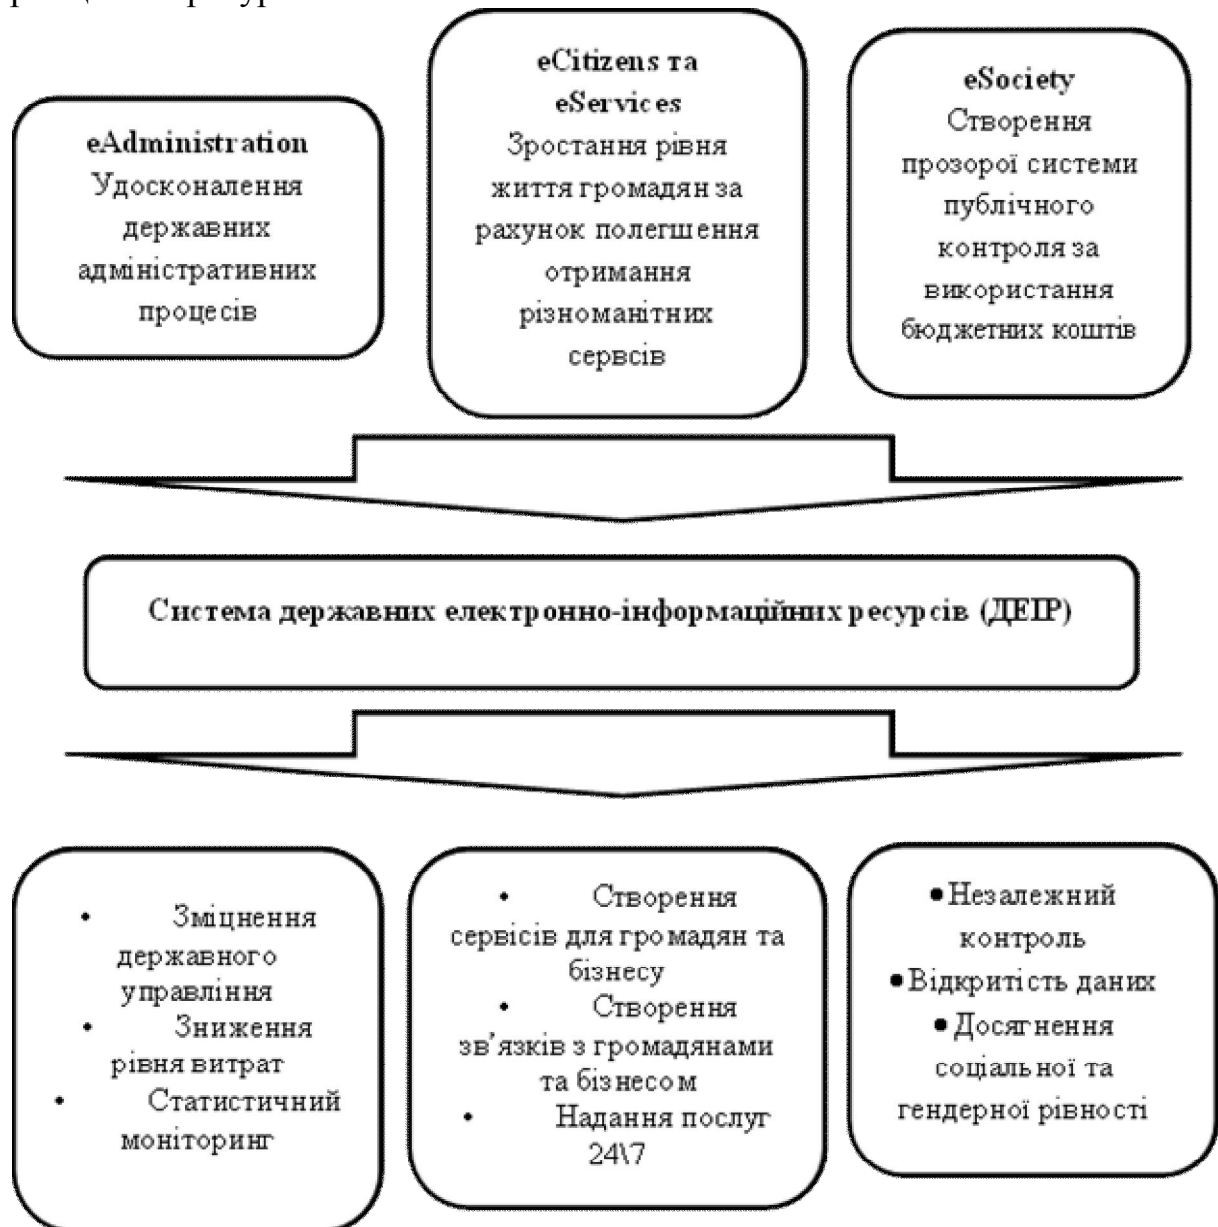 eAdministration
Удосконалення
державних
адміністративних
процесів
eCitizens та
eServices
Зростання рівня
життя громадян за
рахунок полегшення
отримання
різноманітних
сервсів
eSociety
Створення
прозорої системи
публічного
контроля за
використання
бюджетних коштів
Система державних електронно-інформаційних ресурсів (ДЕІР)
• Зміцнення
державного
управління
• Зниження
рівня витрат
• Статистичний
моніторинг
• Створення
сервісів для громадян та
бізнесу
• Створення
зв’язків з громадянами
та бізнесом
• Надання послуг
24\7
• Незалежний
контроль
• Відкритість даних
• Досягнення
соціальної та
гендерної рівності